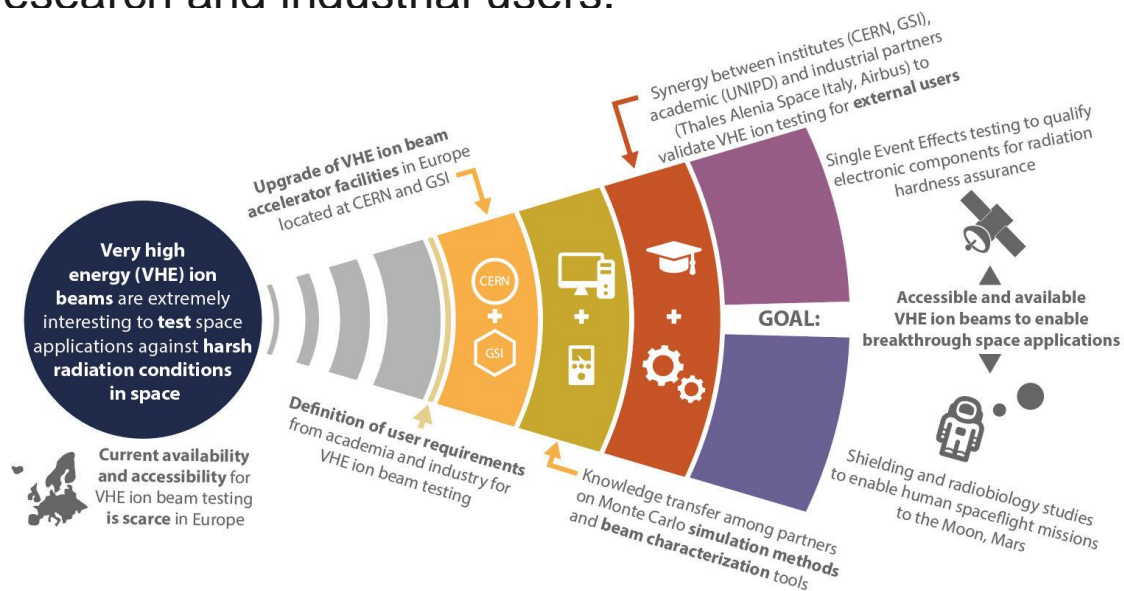 research and industrial users.
Very high
energy (VHE) ion
beams are extremely
interesting to test space
applications against harsh
radiation conditions
in space
Current availability
and accessibility for
VHE ion beam testing
is scarce in Europe
Upgrade of VHE ion beam
accelerator facilities in Europe
located at CERN and GSI
Definition of user requirements
from academia and industry for
VHE ion beam testing
CERN
+
GSI
+
Knowledge transfer among partners
on Monte Carlo simulation methods
and beam characterization tools
Synergy between institutes (CERN, GSI),
academic (UNIPD) and industrial partners
(Thales Alenia Space Italy, Airbus) to
validate VHE ion testing for external users
+
GOAL:
Single Event Effects testing to qualify
electronic components for radiation
hardness assurance
Accessible and available
VHE ion beams to enable
breakthrough space applications
Shielding and radiobiology studies
to enable human spaceflight missions
to the Moon, Mars